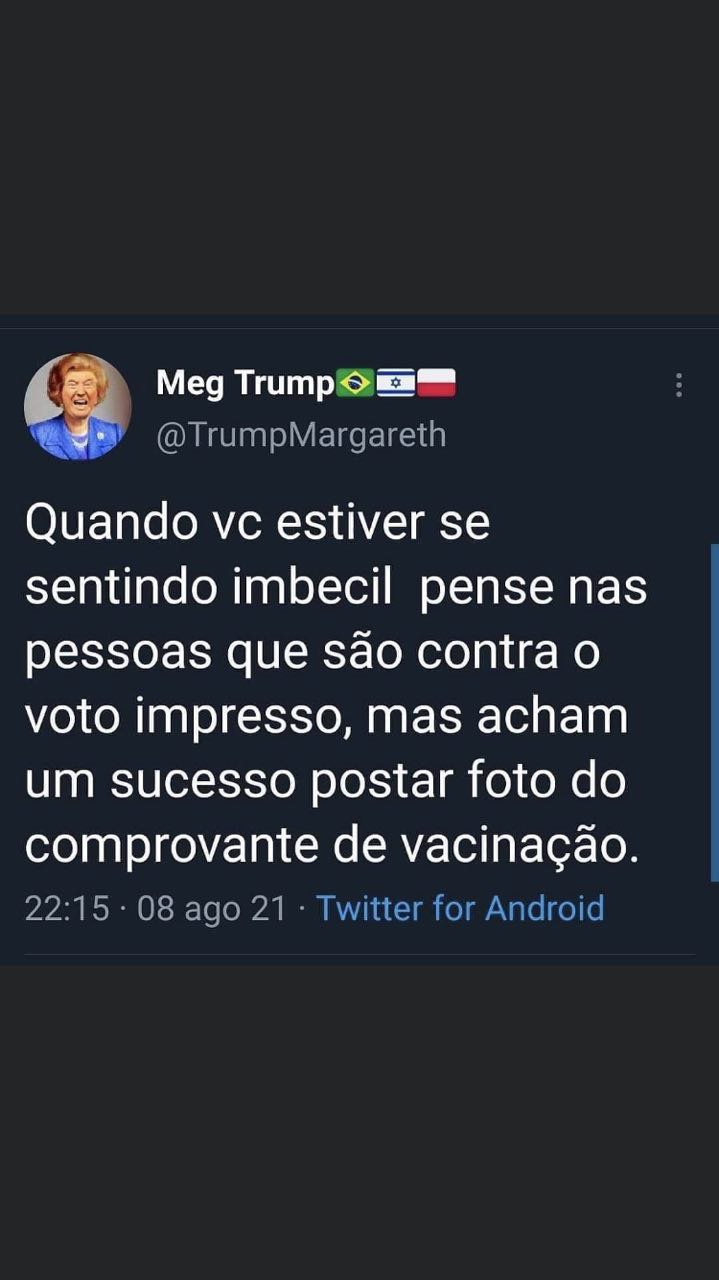 Meg Trump🇧🇷🇮🇱🇵🇱
@TrumpMargareth
Quando vc estiver se
sentindo imbecil  pense nas
pessoas que são contra o
voto impresso, mas acham
um sucesso postar foto do
comprovante de vacinação.
22:15 · 08 ago 21 · Twitter for Android